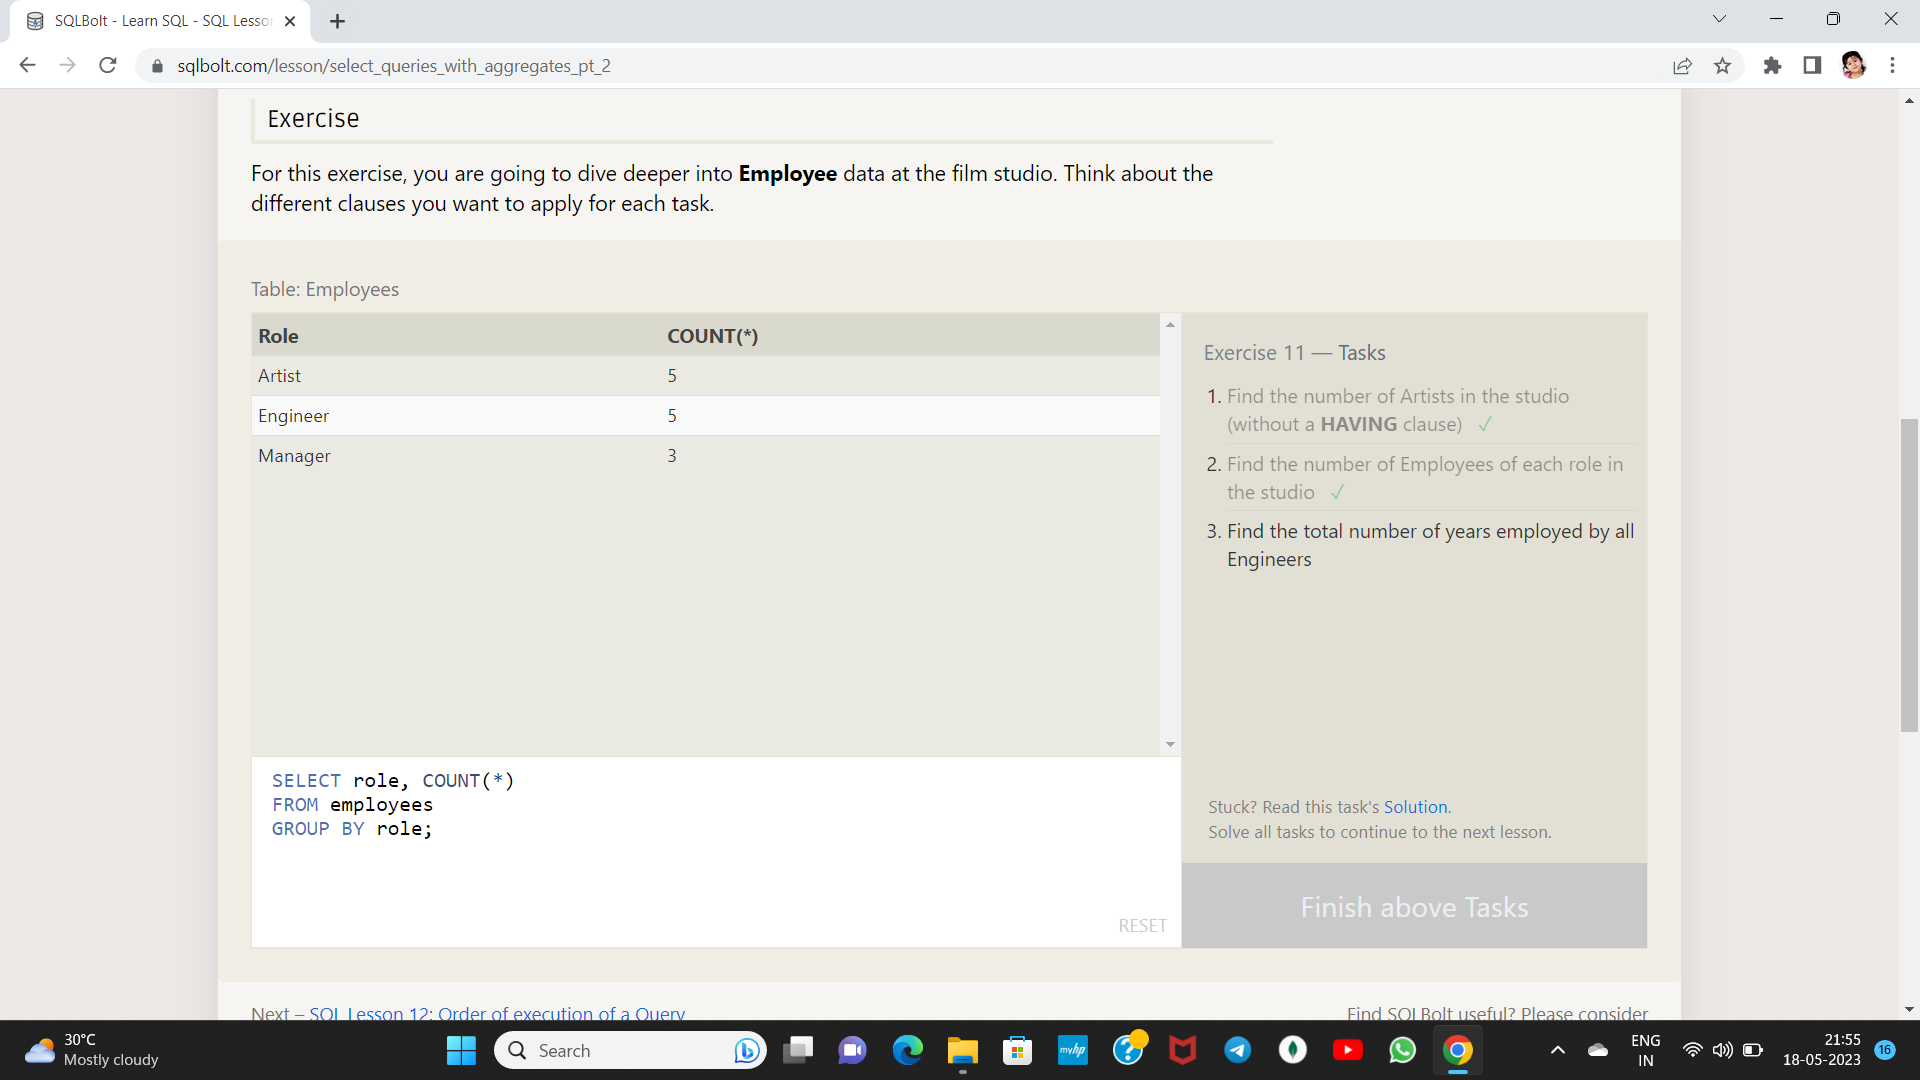 SQLBolt - Learn SQL - SQL Lesso
sqlbolt.com/lesson/select_queries_with_aggregates_pt_2
Exercise
For this exercise, you are going to dive deeper into Employee data at the film studio. Think about the
different clauses you want to apply for each task.
Table: Employees
Role COUNT(*)
Artist 5
Engineer 5
Manager 3
SELECT role, COUNT(*)
FROM employees
GROUP BY role;
RESET
Exercise 11 — Tasks
1. Find the number of Artists in the studio
(without a HAVING clause) ✓
2. Find the number of Employees of each role in
the studio ✓
3. Find the total number of years employed by all
Engineers
Stuck? Read this task's Solution.
Solve all tasks to continue to the next lesson.
Finish above Tasks
Next – SQL Lesson 12: Order of execution of a Query
Find SQLBolt useful? Please consider
30°C
Mostly cloudy
Search
myhp
ENG
IN
21:55
18-05-2023
16